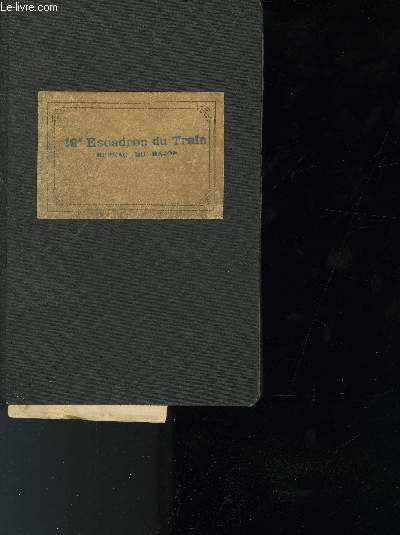 Le-livre.com
19e Escadron du Train
BUREAU DU MAJOR